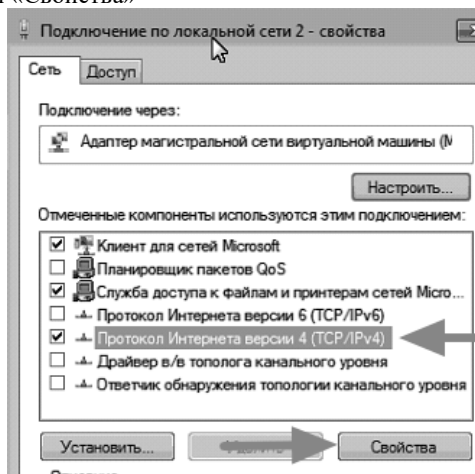 «Свойства»
Подключение по локальной сети 2 - свойства
Сеть Доступ
Подключение через:
Адаптер магистральной сети виртуальной машины (М
Настроить...
Отмеченные компоненты используются этим подключением:
Клиент для сетей Microsoft
Планировщик пакетов QoS
Служба доступа к файлам и принтерам сетей Micro...
Протокол Интернета версии 6 (TCP/IPv6)
Протокол Интернета версии 4 (TCP/IPv4)
Драйвер в/в тополога канального уровня
Ответчик обнаружения топологии канального уровня
Установить... Свойства